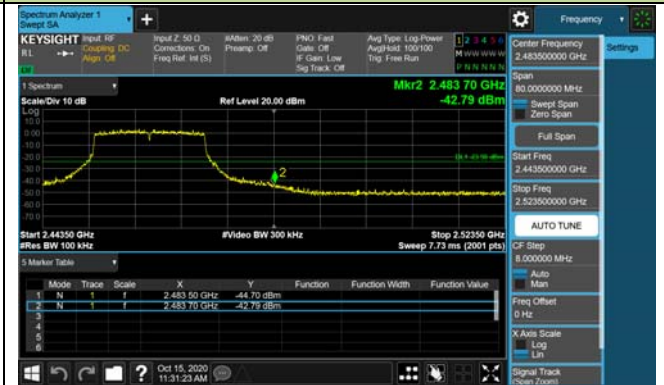 Spectrum Analyzer 1
Swept SA
+
Frequency
KEYSIGHT Input: RF
RL
Coupling: DC
Align: Off
Input Z: 50 Ω
Corrections: On
Freq Ref: Int (S)
#Atten: 20 dB
Preamp: Off
PNO: Fast
Gate: Off
IF Gain: Low
Sig Track: Off
Avg Type: Log-Power
Avg|Hold: 100/100
Trig: Free Run
1 2 3 4 5 6
M W W W W W
P N N N N N
1 Spectrum
Scale/Div 10 dB
Ref Level 20.00 dBm
Mkr2 2.483 70 GHz
-42.79 dBm
Log
10.0
0.00
-10.0
-20.0
-30.0
-40.0
-50.0
-60.0
-70.0
2
Start 2.44350 GHz
#Res BW 100 kHz
#Video BW 300 kHz
Stop 2.52350 GHz
Sweep 7.73 ms (2001 pts)
5 Marker Table
Mode Trace Scale X Y Function Function Width Function Value
1 N 1 f 2.483 50 GHz -44.70 dBm
2 N 1 f 2.483 70 GHz -42.79 dBm
3
4
5
6
Oct 15, 2020
11:31:23 AM
?
Center Frequency
2.483500000 GHz
Settings
Span
80.0000000 MHz
Swept Span
Zero Span
Full Span
Start Freq
2.443500000 GHz
Stop Freq
2.523500000 GHz
AUTO TUNE
CF Step
8.000000 MHz
Auto
Man
Freq Offset
0 Hz
X Axis Scale
Log
Lin
Signal Track
(Span Zoom)